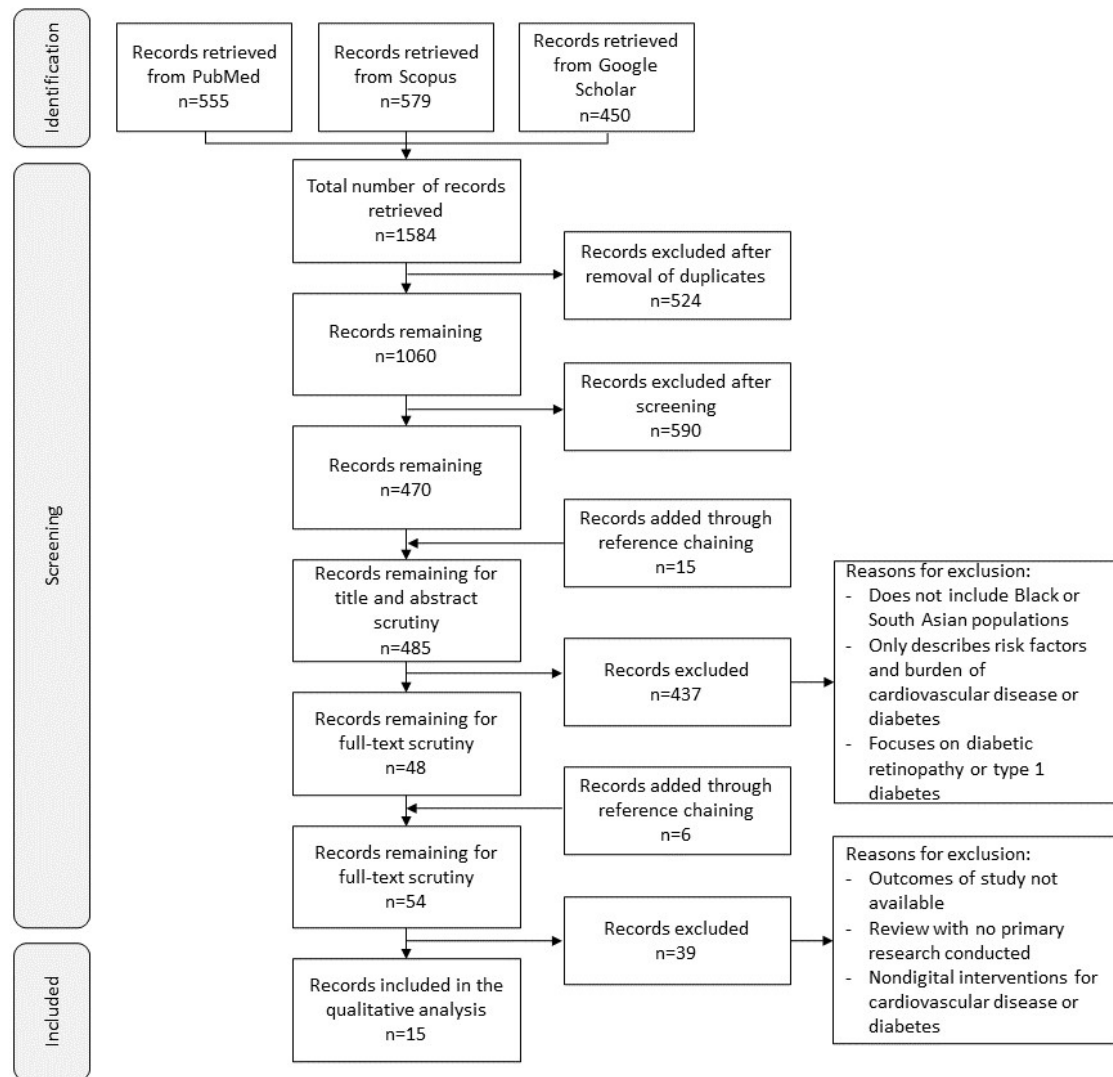 Identification
Records retrieved
from PubMed
n=555
Records retrieved
from Scopus
n=579
Records retrieved
from Google
Scholar
n=450
Screening
Total number of records
retrieved
n=1584
Records excluded after
removal of duplicates
n=524
Records remaining
n=1060
Records excluded after
screening
n=590
Records remaining
n=470
Records added through
reference chaining
n=15
Records remaining for
title and abstract
scrutiny
n=485
Records excluded
n=437
Reasons for exclusion:
- Does not include Black or
South Asian populations
- Only describes risk factors
and burden of
cardiovascular disease or
diabetes
- Focuses on diabetic
retinopathy or type 1
diabetes
Records remaining for
full-text scrutiny
n=48
Records added through
reference chaining
n=6
Records remaining for
full-text scrutiny
n=54
Records excluded
n=39
Reasons for exclusion:
- Outcomes of study not
available
- Review with no primary
research conducted
- Nondigital interventions for
cardiovascular disease or
diabetes
Included
Records included in the
qualitative analysis
n=15